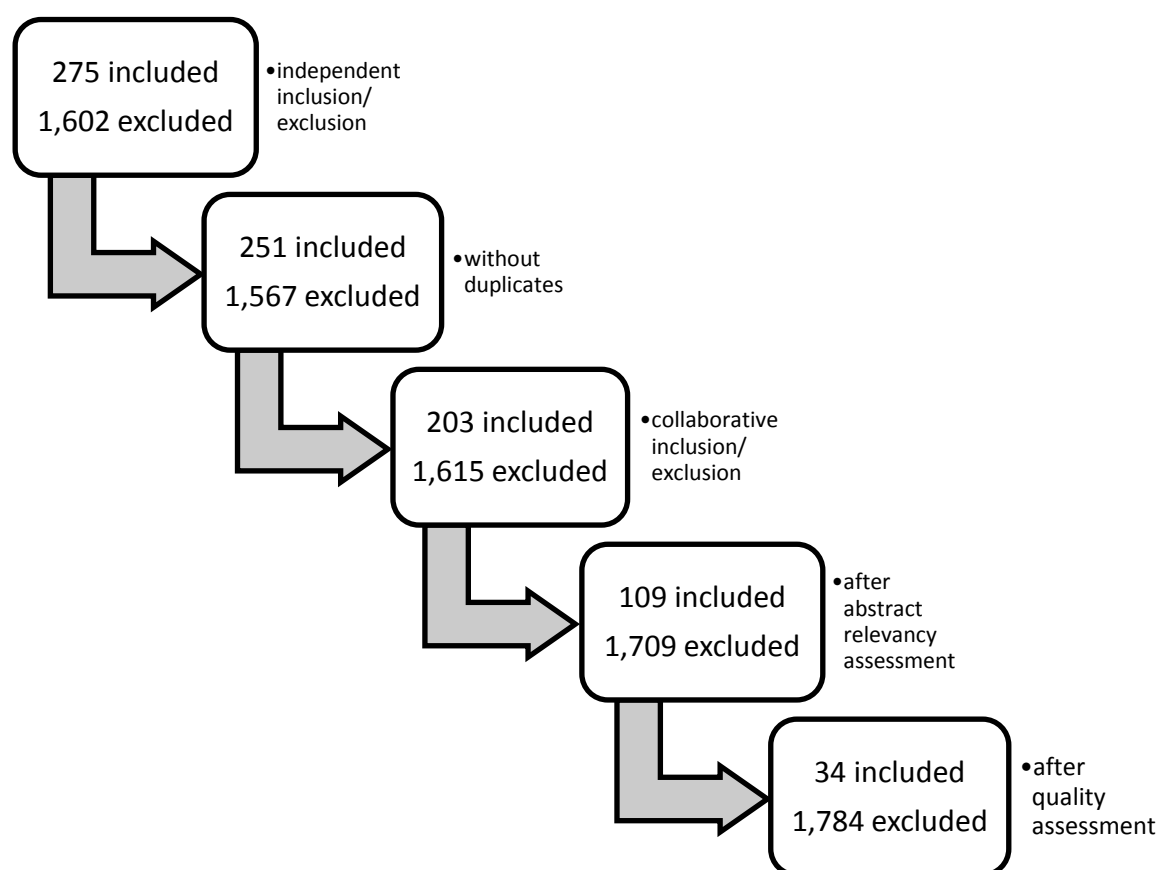 275 included
1,602 excluded
•independent
inclusion/
exclusion
251 included
1,567 excluded
•without
duplicates
203 included
1,615 excluded
•collaborative
inclusion/
exclusion
109 included
1,709 excluded
•after
abstract
relevancy
assessment
34 included
1,784 excluded
•after
quality
assessment